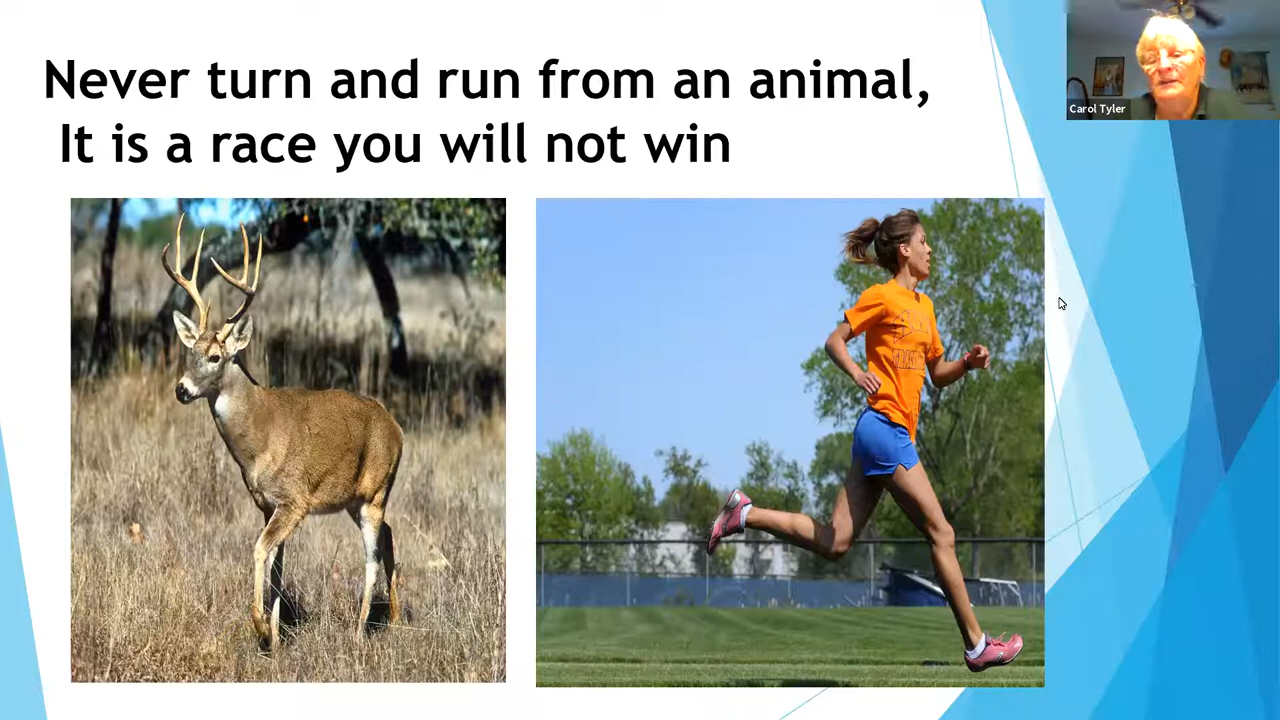 Never turn and run from an animal,
It is a race you will not win
Carol Tyler